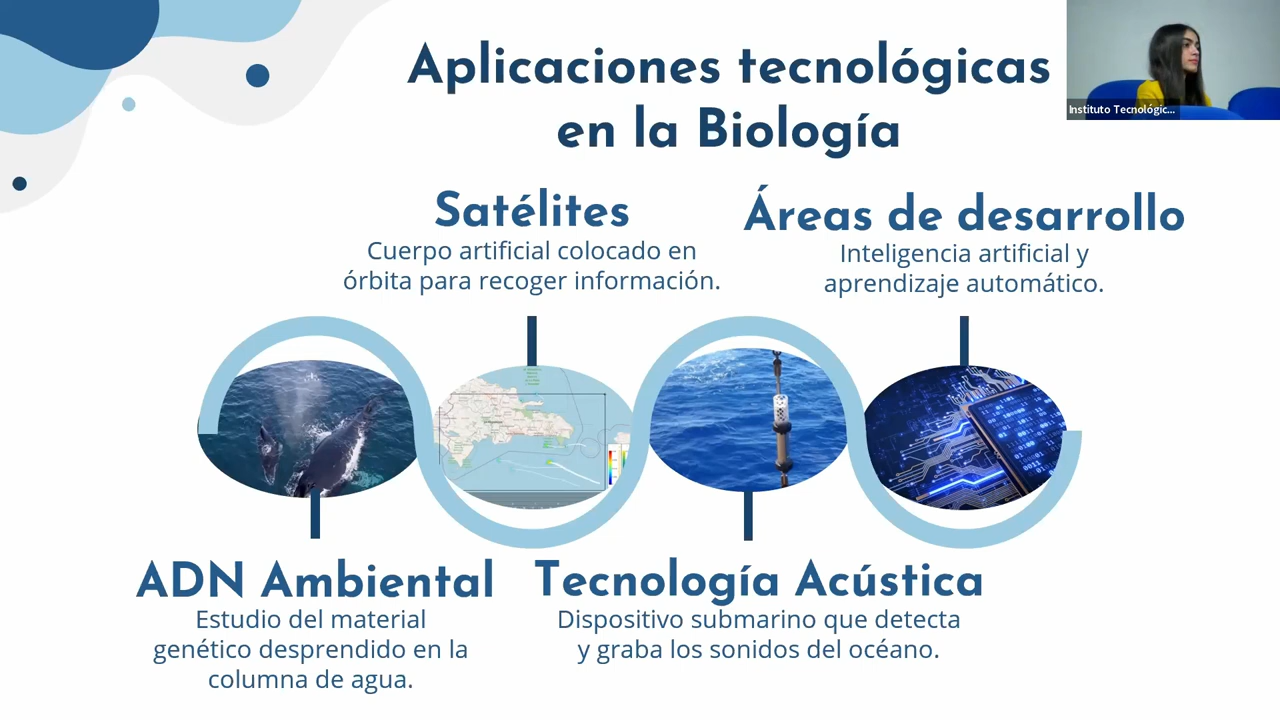 Aplicaciones tecnológicas
en la Biología
Instituto Tecnológic...
Satélites
Cuerpo artificial colocado en
órbita para recoger información.
Áreas de desarrollo
Inteligencia artificial y
aprendizaje automático.
ADN Ambiental
Estudio del material
genético desprendido en la
columna de agua.
Tecnología Acústica
Dispositivo submarino que detecta
y graba los sonidos del océano.